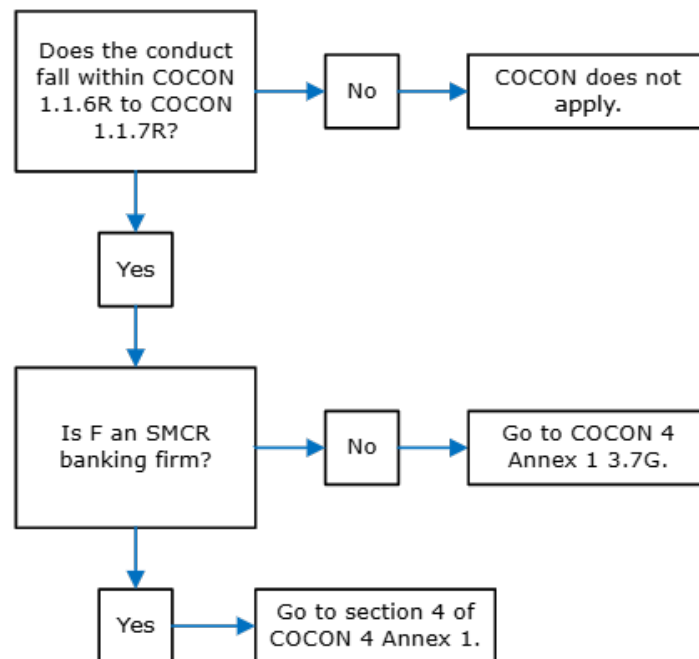 Does the conduct
fall within COCON
1.1.6R to COCON
1.1.7R?
No
COCON does not
apply.
Yes
Is F an SMCR
banking firm?
No
Go to COCON 4
Annex 1 3.7G.
Yes
Go to section 4 of
COCON 4 Annex 1.